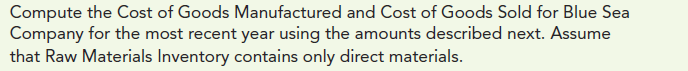 Compute the Cost of Goods Manufactured and Cost of Goods Sold for Blue Sea
Company for the most recent year using the amounts described next. Assume
that Raw Materials Inventory contains only direct materials.